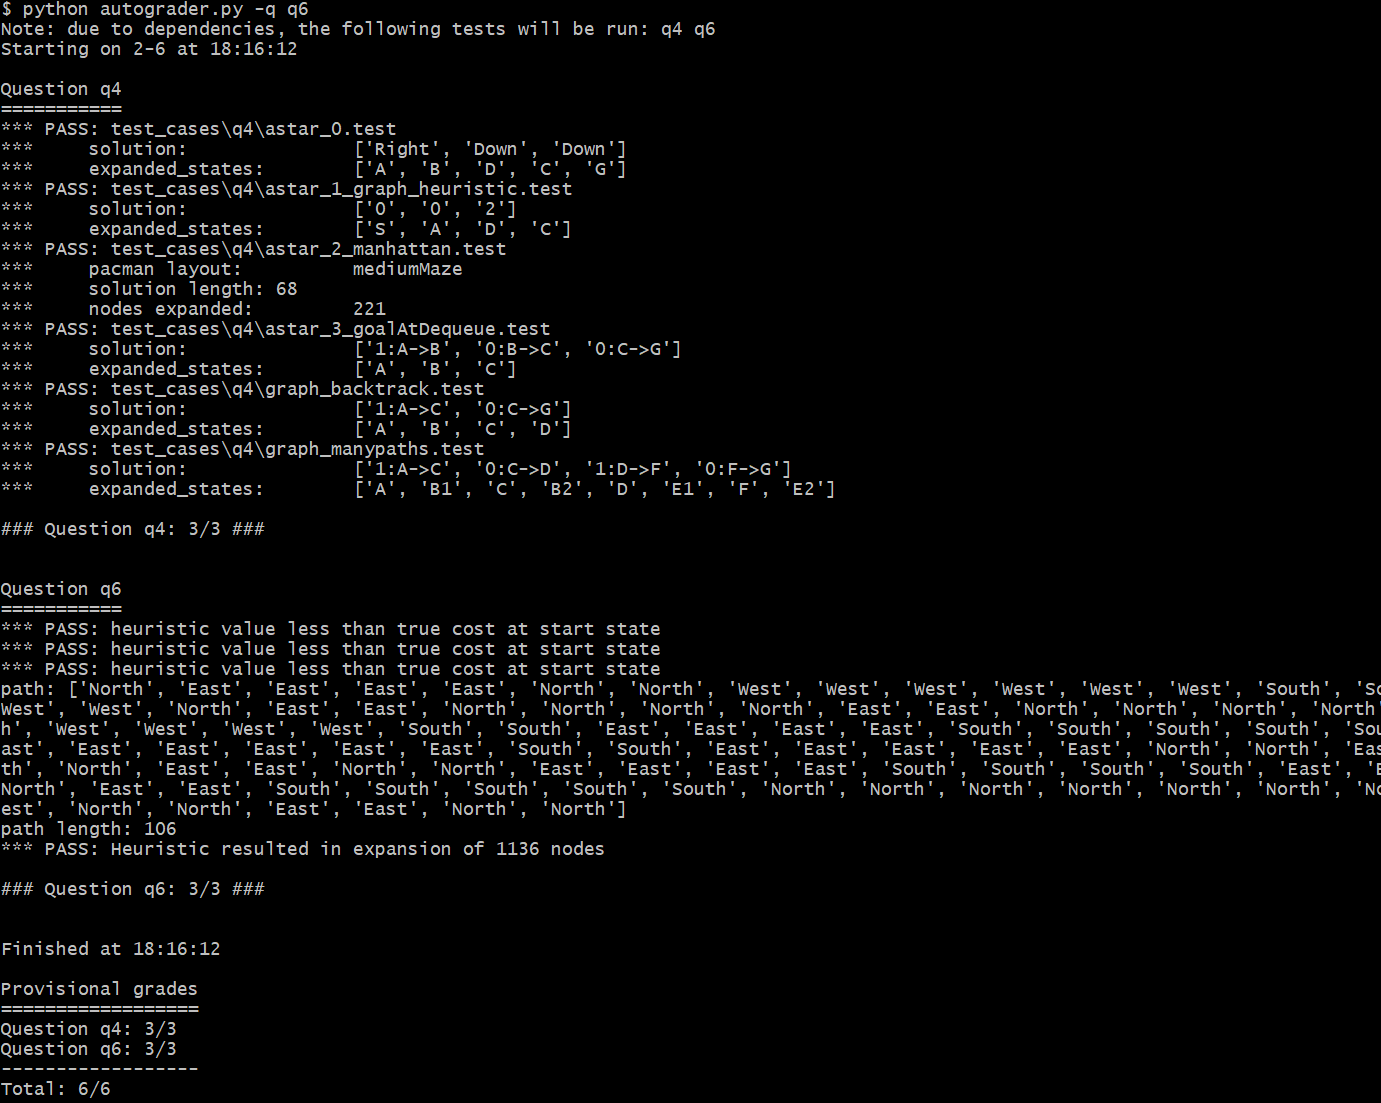 $ python autograder.py -q q6
Note: due to dependencies, the following tests will be run: q4 q6
Starting on 2-6 at 18:16:12
Question q4
===========
*** PASS: test_cases\q4\astar_0.test
***     solution:               ['Right', 'Down', 'Down']
***     expanded_states:        ['A', 'B', 'D', 'C', 'G']
*** PASS: test_cases\q4\astar_1_graph_heuristic.test
***     solution:               ['0', '0', '2']
***     expanded_states:        ['S', 'A', 'D', 'C']
*** PASS: test_cases\q4\astar_2_manhattan.test
***     pacman layout:          mediumMaze
***     solution length: 68
***     nodes expanded:         221
*** PASS: test_cases\q4\astar_3_goalAtDequeue.test
***     solution:               ['1:A->B', '0:B->C', '0:C->G']
***     expanded_states:        ['A', 'B', 'C']
*** PASS: test_cases\q4\graph_backtrack.test
***     solution:               ['1:A->C', '0:C->G']
***     expanded_states:        ['A', 'B', 'C', 'D']
*** PASS: test_cases\q4\graph_manypaths.test
***     solution:               ['1:A->C', '0:C->D', '1:D->F', '0:F->G']
***     expanded_states:        ['A', 'B1', 'C', 'B2', 'D', 'E1', 'F', 'E2']
### Question q4: 3/3 ###
Question q6
===========
*** PASS: heuristic value less than true cost at start state
*** PASS: heuristic value less than true cost at start state
*** PASS: heuristic value less than true cost at start state
path: ['North', 'East', 'East', 'East', 'East', 'North', 'North', 'West', 'West', 'West', 'West', 'West', 'West', 'South', 'So
West', 'West', 'North', 'East', 'East', 'North', 'North', 'North', 'North', 'East', 'East', 'North', 'North', 'North', 'North'
h', 'West', 'West', 'West', 'West', 'South', 'South', 'East', 'East', 'East', 'East', 'South', 'South', 'South', 'South', 'Sou
ast', 'East', 'East', 'East', 'East', 'East', 'South', 'South', 'East', 'East', 'East', 'East', 'East', 'North', 'North', 'Eas
th', 'North', 'East', 'East', 'North', 'North', 'East', 'East', 'East', 'East', 'South', 'South', 'South', 'South', 'East', 'E
North', 'East', 'East', 'South', 'South', 'South', 'South', 'South', 'North', 'North', 'North', 'North', 'North', 'North', 'No
est', 'North', 'North', 'East', 'East', 'North', 'North']
path length: 106
*** PASS: Heuristic resulted in expansion of 1136 nodes
### Question q6: 3/3 ###
Finished at 18:16:12
Provisional grades
==================
Question q4: 3/3
Question q6: 3/3
------------------
Total: 6/6